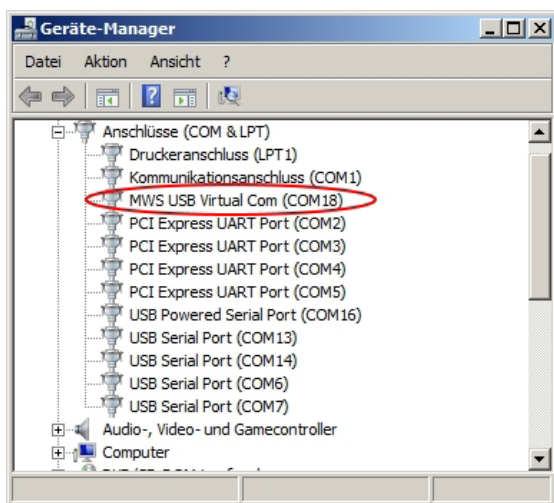 Geräte-Manager
Datei Aktion Ansicht ?
Anschlüsse (COM & LPT)
Druckeranschluss (LPT1)
Kommunikationsanschluss (COM1)
MWS USB Virtual Com (COM18)
PCI Express UART Port (COM2)
PCI Express UART Port (COM3)
PCI Express UART Port (COM4)
PCI Express UART Port (COM5)
USB Powered Serial Port (COM16)
USB Serial Port (COM13)
USB Serial Port (COM14)
USB Serial Port (COM6)
USB Serial Port (COM7)
Audio-, Video- und Gamecontroller
Computer